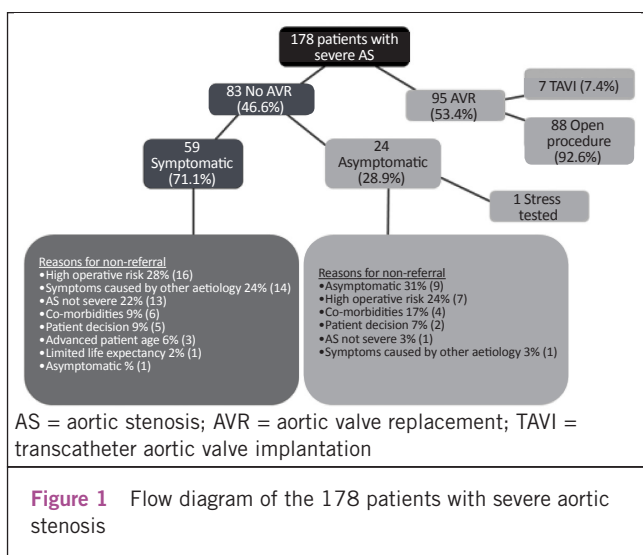 178 patients with
severe AS
83 No AVR
(46.6%)
95 AVR
(53.4%)
7 TAVI (7.4%)
88 Open
procedure
(92.6%)
59
Symptomatic
(71.1%)
24
Asymptomatic
(28.9%)
1 Stress
tested
Reasons for non-referral
•High operative risk 28% (16)
•Symptoms caused by other aetiology 24% (14)
•AS not severe 22% (13)
•Co-morbidities 9% (6)
•Patient decision 9% (5)
•Advanced patient age 6% (3)
•Limited life expectancy 2% (1)
•Asymptomatic % (1)
Reasons for non-referral
•Asymptomatic 31% (9)
•High operative risk 24% (7)
•Co-morbidities 17% (4)
•Patient decision 7% (2)
•AS not severe 3% (1)
•Symptoms caused by other aetiology 3% (1)
AS = aortic stenosis; AVR = aortic valve replacement; TAVI =
transcatheter aortic valve implantation
Figure 1 Flow diagram of the 178 patients with severe aortic
stenosis